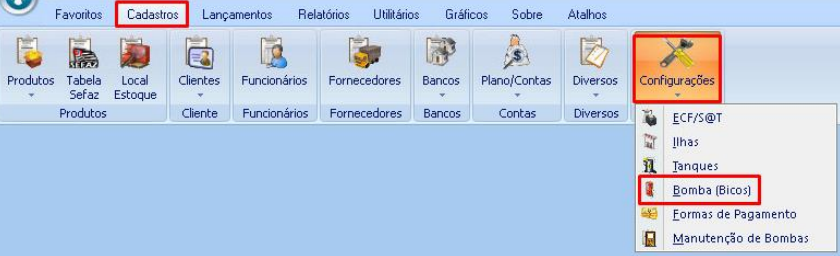 Favoritos Cadastros Lançamentos Relatórios Utilitários Gráficos Sobre Atalhos
Produtos Tabela Sefaz Local Estoque Clientes Funcionários Fornecedores Bancos Plano/Contas Diversos Configurações
Produtos Cliente Funcionários Fornecedores Bancos Contas Diversos
ECF/S@T
Ilhas
Tanques
Bomba (Bicos)
Formas de Pagamento
Manutenção de Bombas